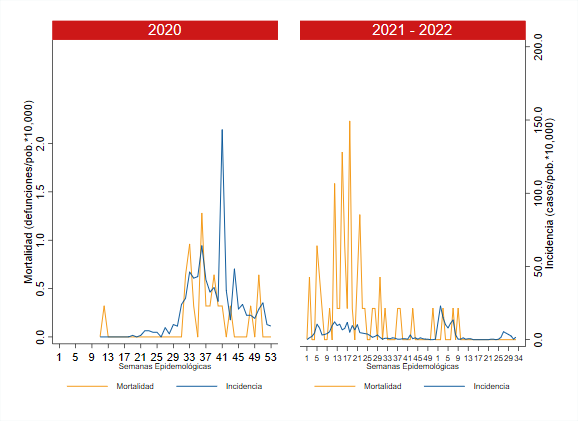 2020
2021 - 2022
Mortalidad (defunciones/pob.*10,000)
0.0 0.5 1.0 1.5 2.0
Incidencia (casos/pob.*10,000)
0.0 50.0 100.0 150.0 200.0
1 5 9 13 17 21 25 29 33 37 41 45 49 53
1 5 9 13 17 21 25 29 33 37 41 45 49 1 5 9 13 17 21 25 29 34
Semanas Epidemológicas
Semanas Epidemológicas
Mortalidad Incidencia
Mortalidad Incidencia